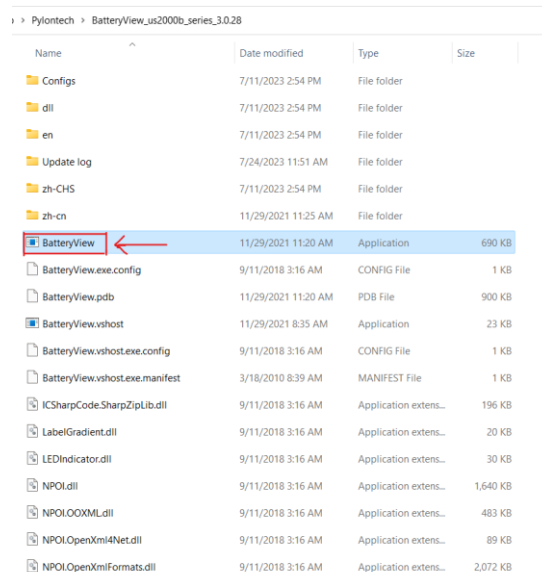 › Pylontech › BatteryView_us2000b_series_3.0.28
Name Date modified Type Size
Configs 7/11/2023 2:54 PM File folder
dll 7/11/2023 2:54 PM File folder
en 7/11/2023 2:54 PM File folder
Update log 7/24/2023 11:51 AM File folder
zh-CHS 7/11/2023 2:54 PM File folder
zh-cn 11/29/2021 11:25 AM File folder
BatteryView 11/29/2021 11:20 AM Application 690 KB
BatteryView.exe.config 9/11/2018 3:16 AM CONFIG File 1 KB
BatteryView.pdb 11/29/2021 11:20 AM PDB File 900 KB
BatteryView.vshost 11/29/2021 8:35 AM Application 23 KB
BatteryView.vshost.exe.config 9/11/2018 3:16 AM CONFIG File 1 KB
BatteryView.vshost.exe.manifest 3/18/2010 8:39 AM MANIFEST File 1 KB
ICSharpCode.SharpZipLib.dll 9/11/2018 3:16 AM Application extens... 196 KB
LabelGradient.dll 9/11/2018 3:16 AM Application extens... 20 KB
LEDIndicator.dll 9/11/2018 3:16 AM Application extens... 30 KB
NPOI.dll 9/11/2018 3:16 AM Application extens... 1,640 KB
NPOI.OOXML.dll 9/11/2018 3:16 AM Application extens... 483 KB
NPOI.OpenXml4Net.dll 9/11/2018 3:16 AM Application extens... 89 KB
NPOI.OpenXmlFormats.dll 9/11/2018 3:16 AM Application extens... 2,072 KB